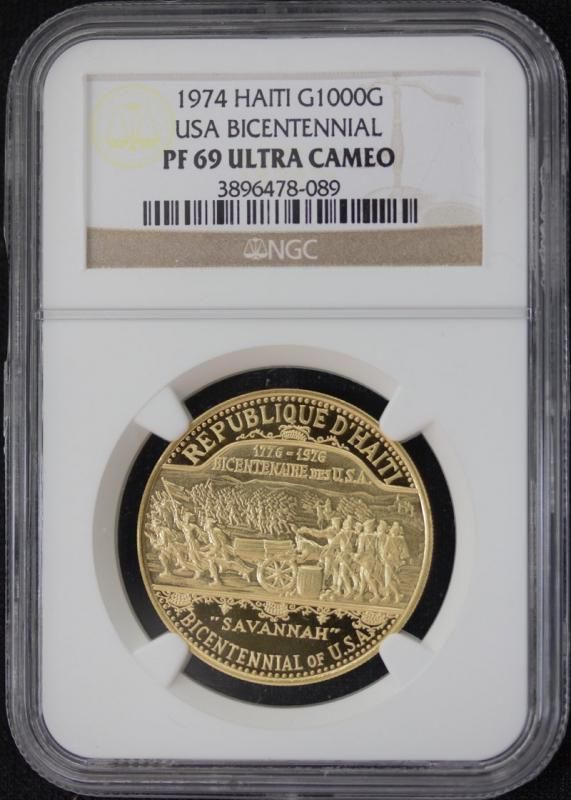 1974 HAITI G1000G
USA BICENTENNIAL
PF 69 ULTRA CAMEO
3896478-089
NGC
REPUBLIQUE D'HAITI
1776-1976
BICENTENAIRE DES U.S.A.
"SAVANNAH"
BICENTENNIAL OF U.S.A.